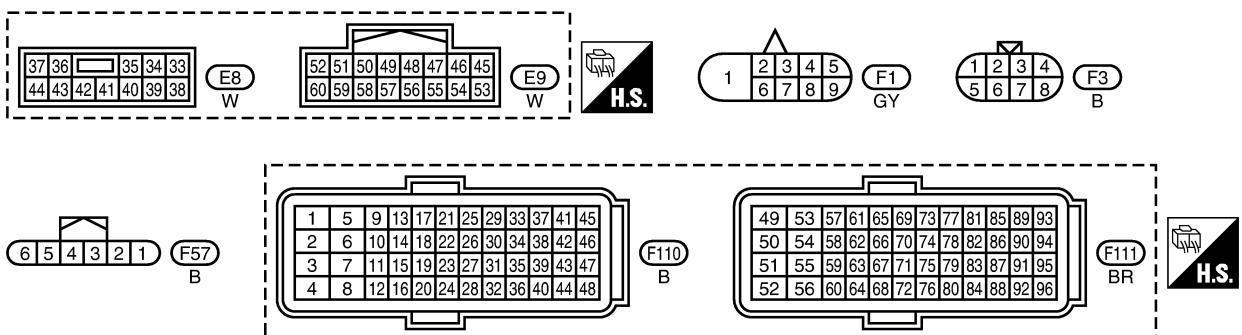 37 36 35 34 33
44 43 42 41 40 39 38
E8
W
52 51 50 49 48 47 46 45
60 59 58 57 56 55 54 53
E9
W
H.S.
1 2 3 4 5
6 7 8 9
F1
GY
1 2 3 4
5 6 7 8
F3
B
6 5 4 3 2 1
F57
B
1 5 9 13 17 21 25 29 33 37 41 45
2 6 10 14 18 22 26 30 34 38 42 46
3 7 11 15 19 23 27 31 35 39 43 47
4 8 12 16 20 24 28 32 36 40 44 48
F110
B
49 53 57 61 65 69 73 77 81 85 89 93
50 54 58 62 66 70 74 78 82 86 90 94
51 55 59 63 67 71 75 79 83 87 91 95
52 56 60 64 68 72 76 80 84 88 92 96
F111
BR
H.S.